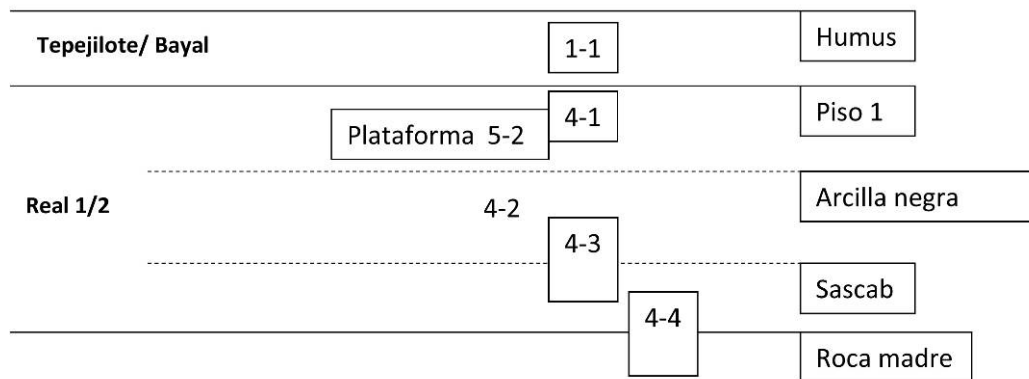 Tepejilote/ Bayal
1-1
Humus
4-1
Piso 1
Plataforma 5-2
Real 1/2
4-2
Arcilla negra
4-3
Sascab
4-4
Roca madre